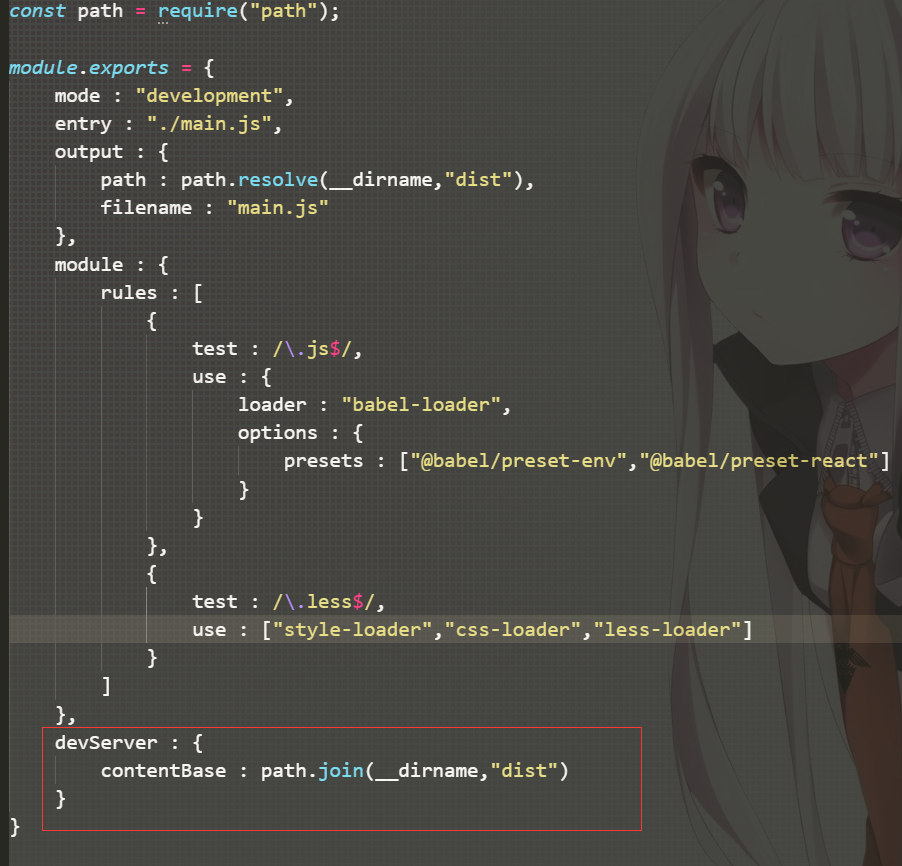 const path = require("path");
module.exports = {
mode : "development",
entry : "./main.js",
output : {
path : path.resolve(__dirname,"dist"),
filename : "main.js"
},
module : {
rules : [
{
test : /\.js$/,
use : {
loader : "babel-loader",
options : {
presets : ["@babel/preset-env","@babel/preset-react"]
}
}
},
{
test : /\.less$/,
use : ["style-loader","css-loader","less-loader"]
}
]
},
devServer : {
contentBase : path.join(__dirname,"dist")
}
}